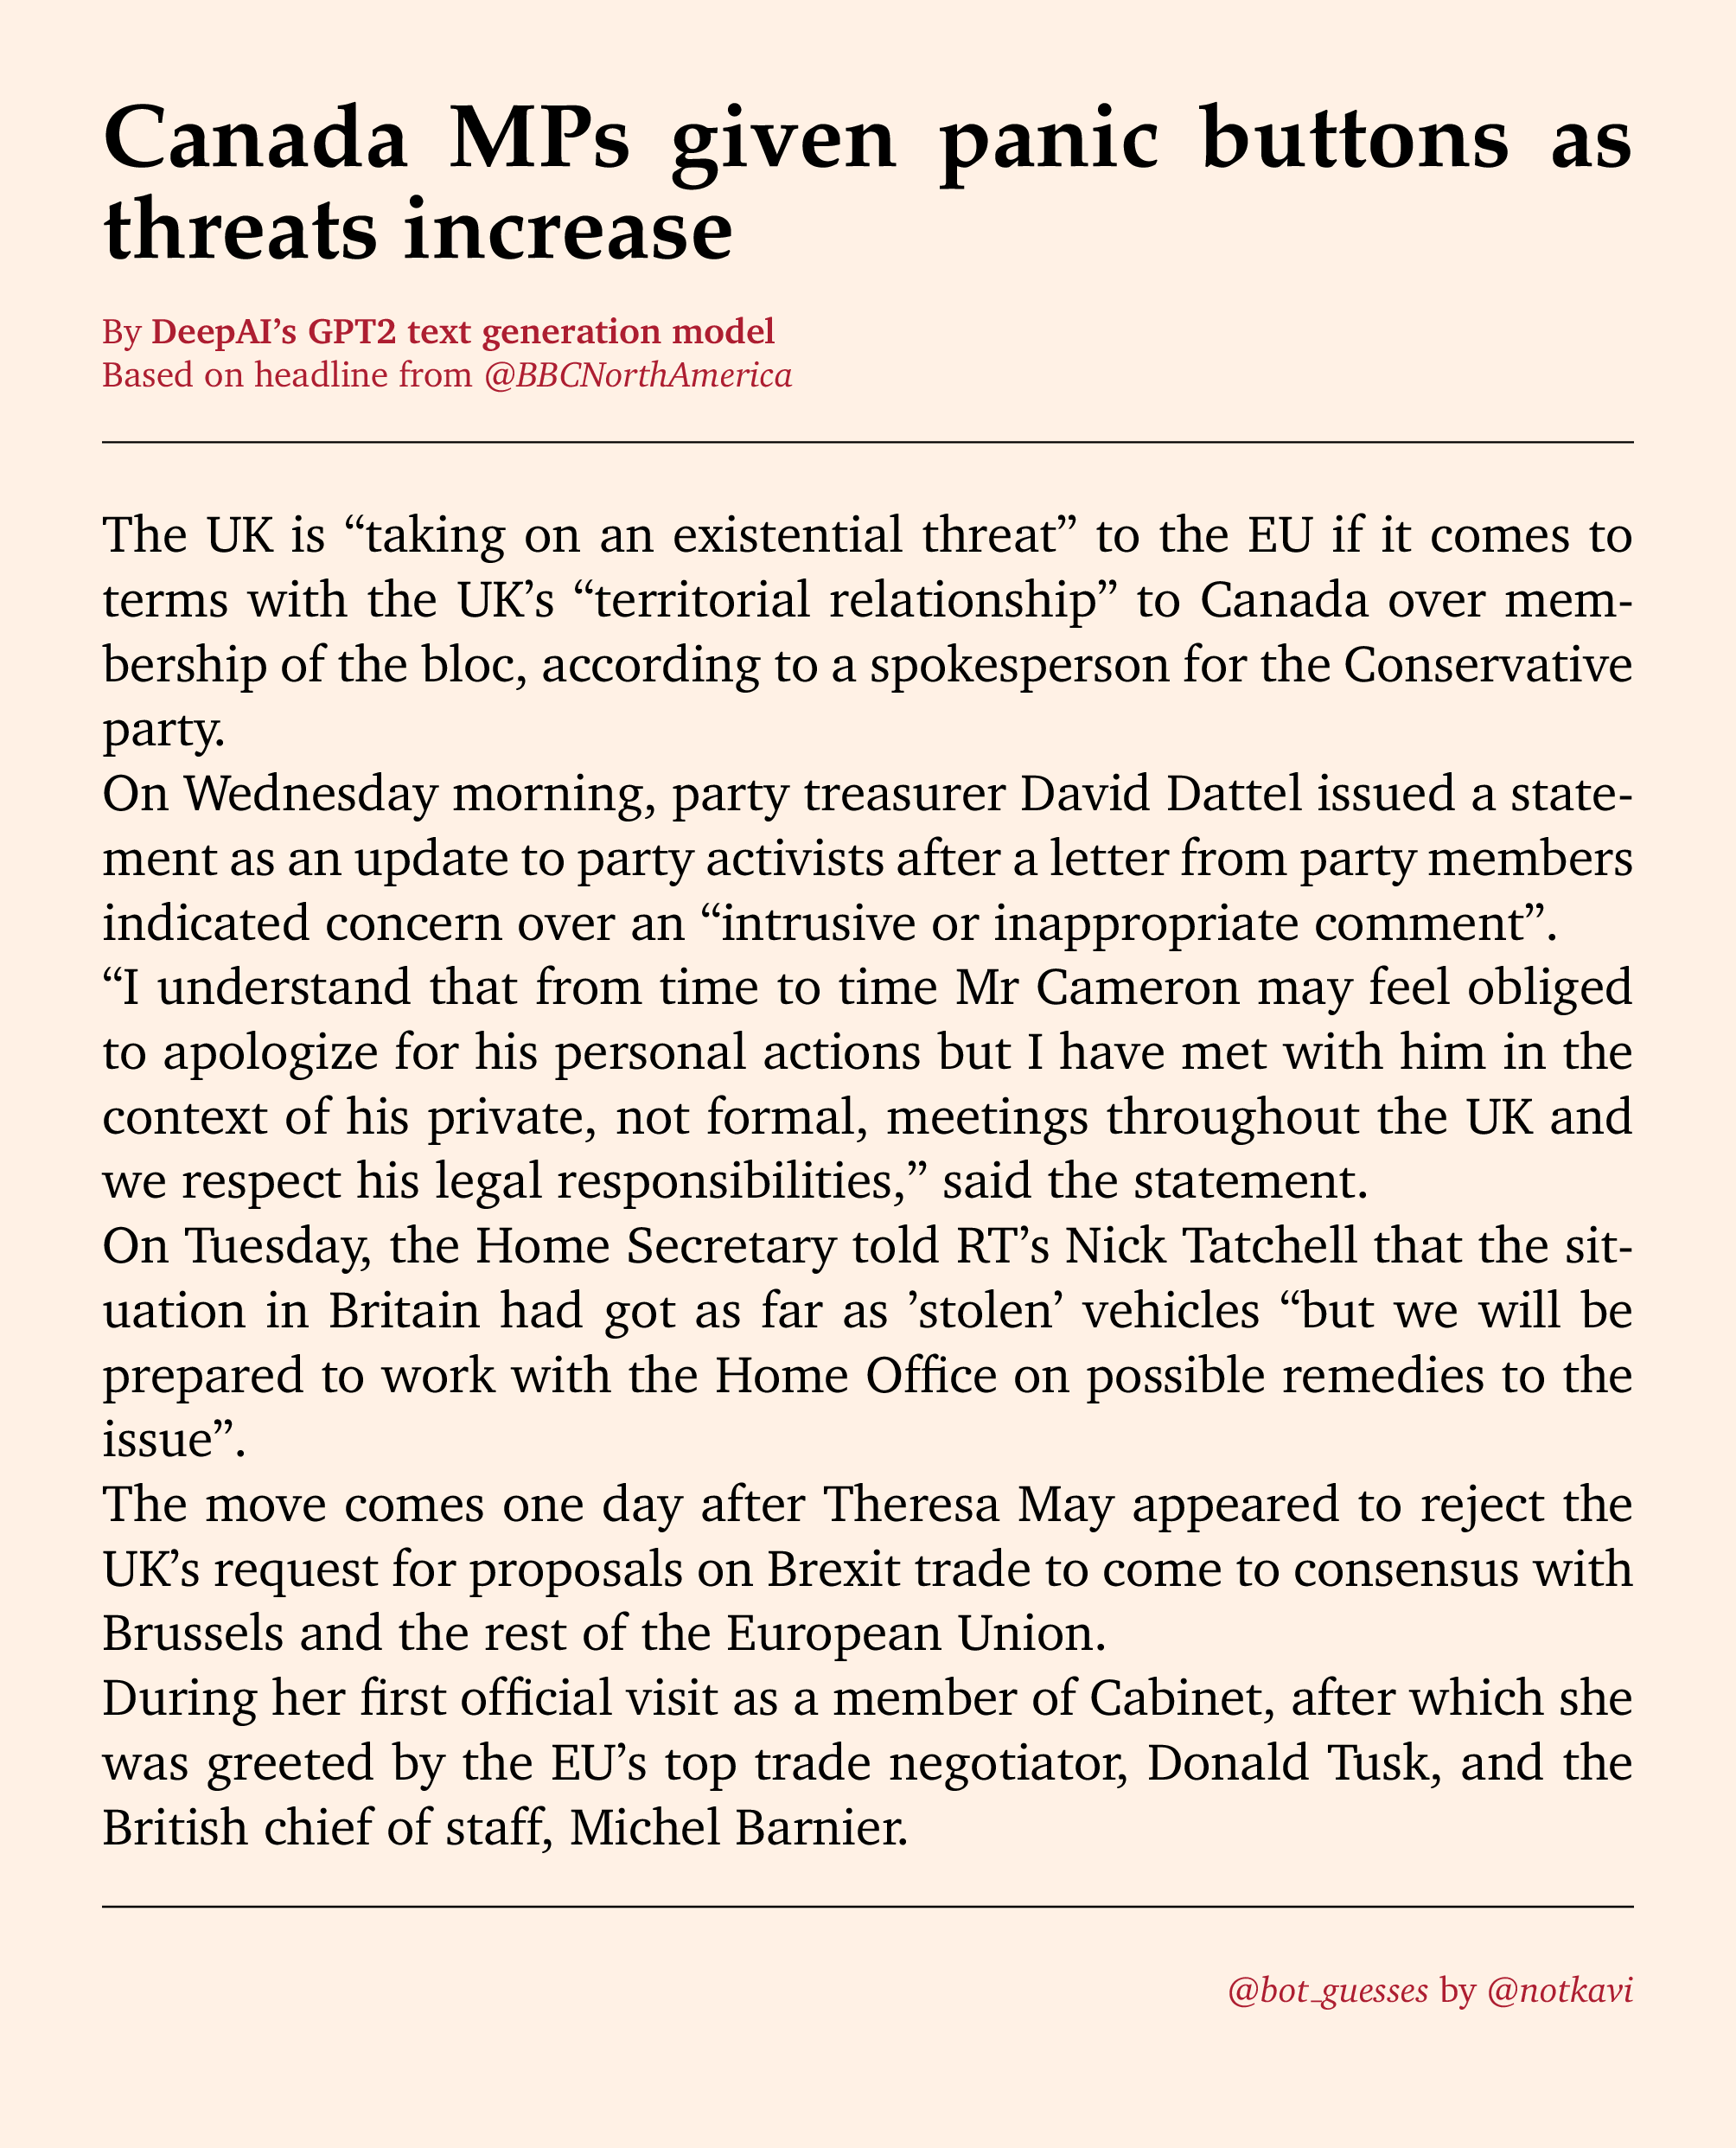 Canada MPs given panic buttons as
threats increase
By DeepAI’s GPT2 text generation model
Based on headline from @BBCNorthAmerica
The UK is “taking on an existential threat” to the EU if it comes to
terms with the UK’s “territorial relationship” to Canada over mem-
bership of the bloc, according to a spokesperson for the Conservative
party.
On Wednesday morning, party treasurer David Dattel issued a state-
ment as an update to party activists after a letter from party members
indicated concern over an “intrusive or inappropriate comment”.
“I understand that from time to time Mr Cameron may feel obliged
to apologize for his personal actions but I have met with him in the
context of his private, not formal, meetings throughout the UK and
we respect his legal responsibilities,” said the statement.
On Tuesday, the Home Secretary told RT’s Nick Tatchell that the sit-
uation in Britain had got as far as ’stolen’ vehicles “but we will be
prepared to work with the Home Office on possible remedies to the
issue”.
The move comes one day after Theresa May appeared to reject the
UK’s request for proposals on Brexit trade to come to consensus with
Brussels and the rest of the European Union.
During her first official visit as a member of Cabinet, after which she
was greeted by the EU’s top trade negotiator, Donald Tusk, and the
British chief of staff, Michel Barnier.
@bot_guesses by @notkavi